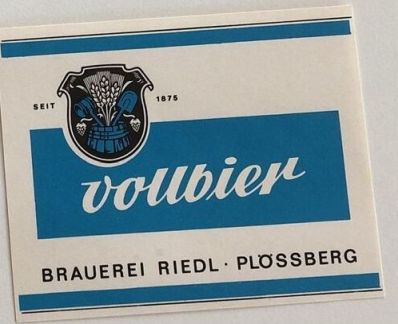 SEIT 1875
vollbier
BRAUEREI RIEDL · PLÖSSBERG